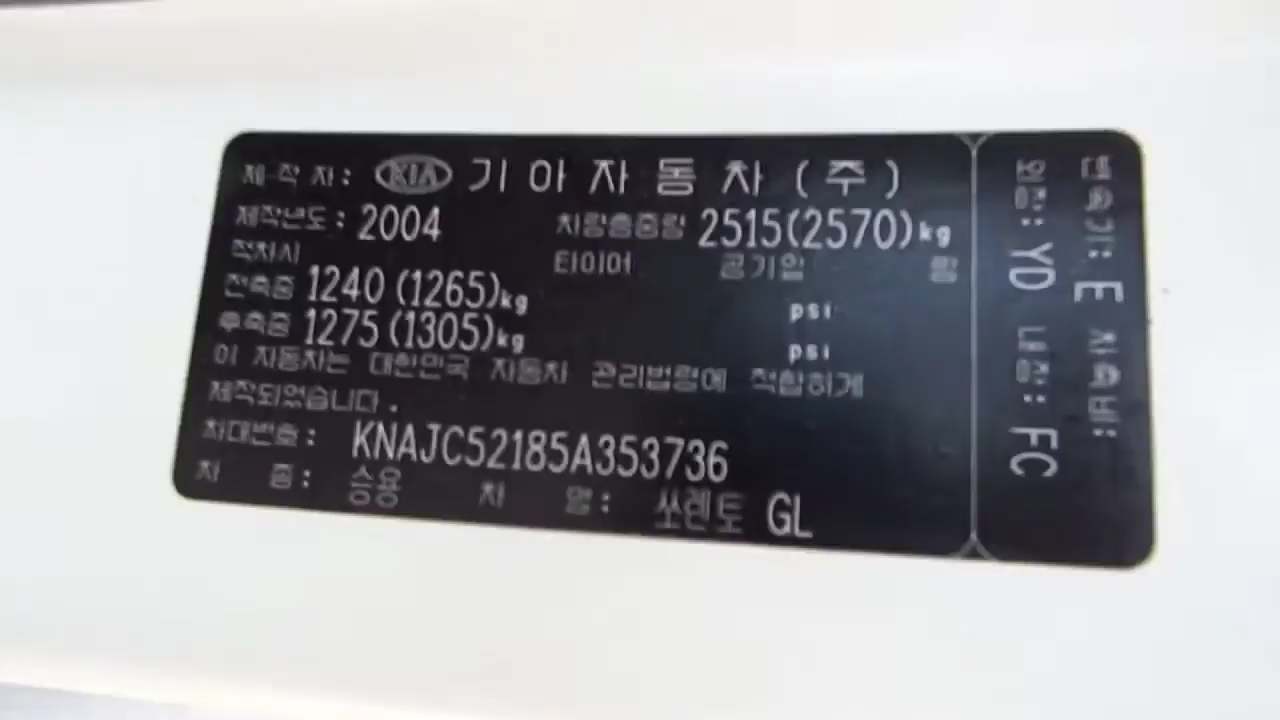 제 작 자: KIA 기아자동차(주)
제작년도: 2004 차량총중량 2515(2570)kg
적차시 타이어 공기압 림
전축중 1240 (1265)kg psi
후축중 1275 (1305)kg psi
이 자동차는 대한민국 자동차 관리법령에 적합하게
제작되었습니다.
차대번호: KNAJC52185A353736
차 종: 승용 차 명: 쏘렌토 GL
변속기: E 차축비:
외장: YD 내장: FC